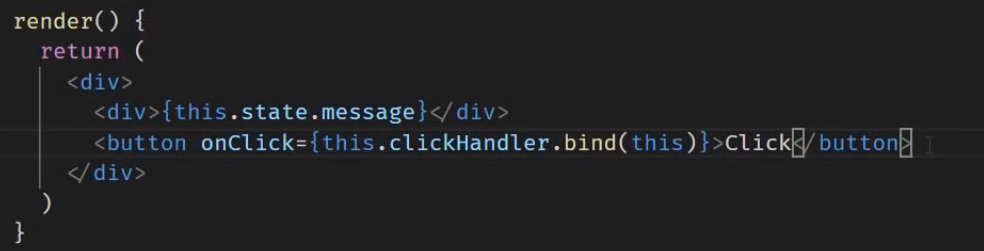 render() {
return (
<div>
<div>{this.state.message}</div>
<button onClick={this.clickHandler.bind(this)}>Click</button>
</div>
)
}